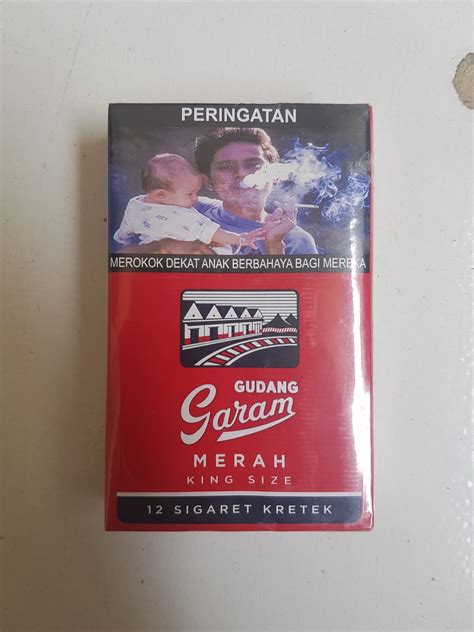 PERINGATAN
MEROKOK DEKAT ANAK BERBAHAYA BAGI MEREKA
GUDANG
Garam
MERAH
KING SIZE
12 SIGARET KRETEK